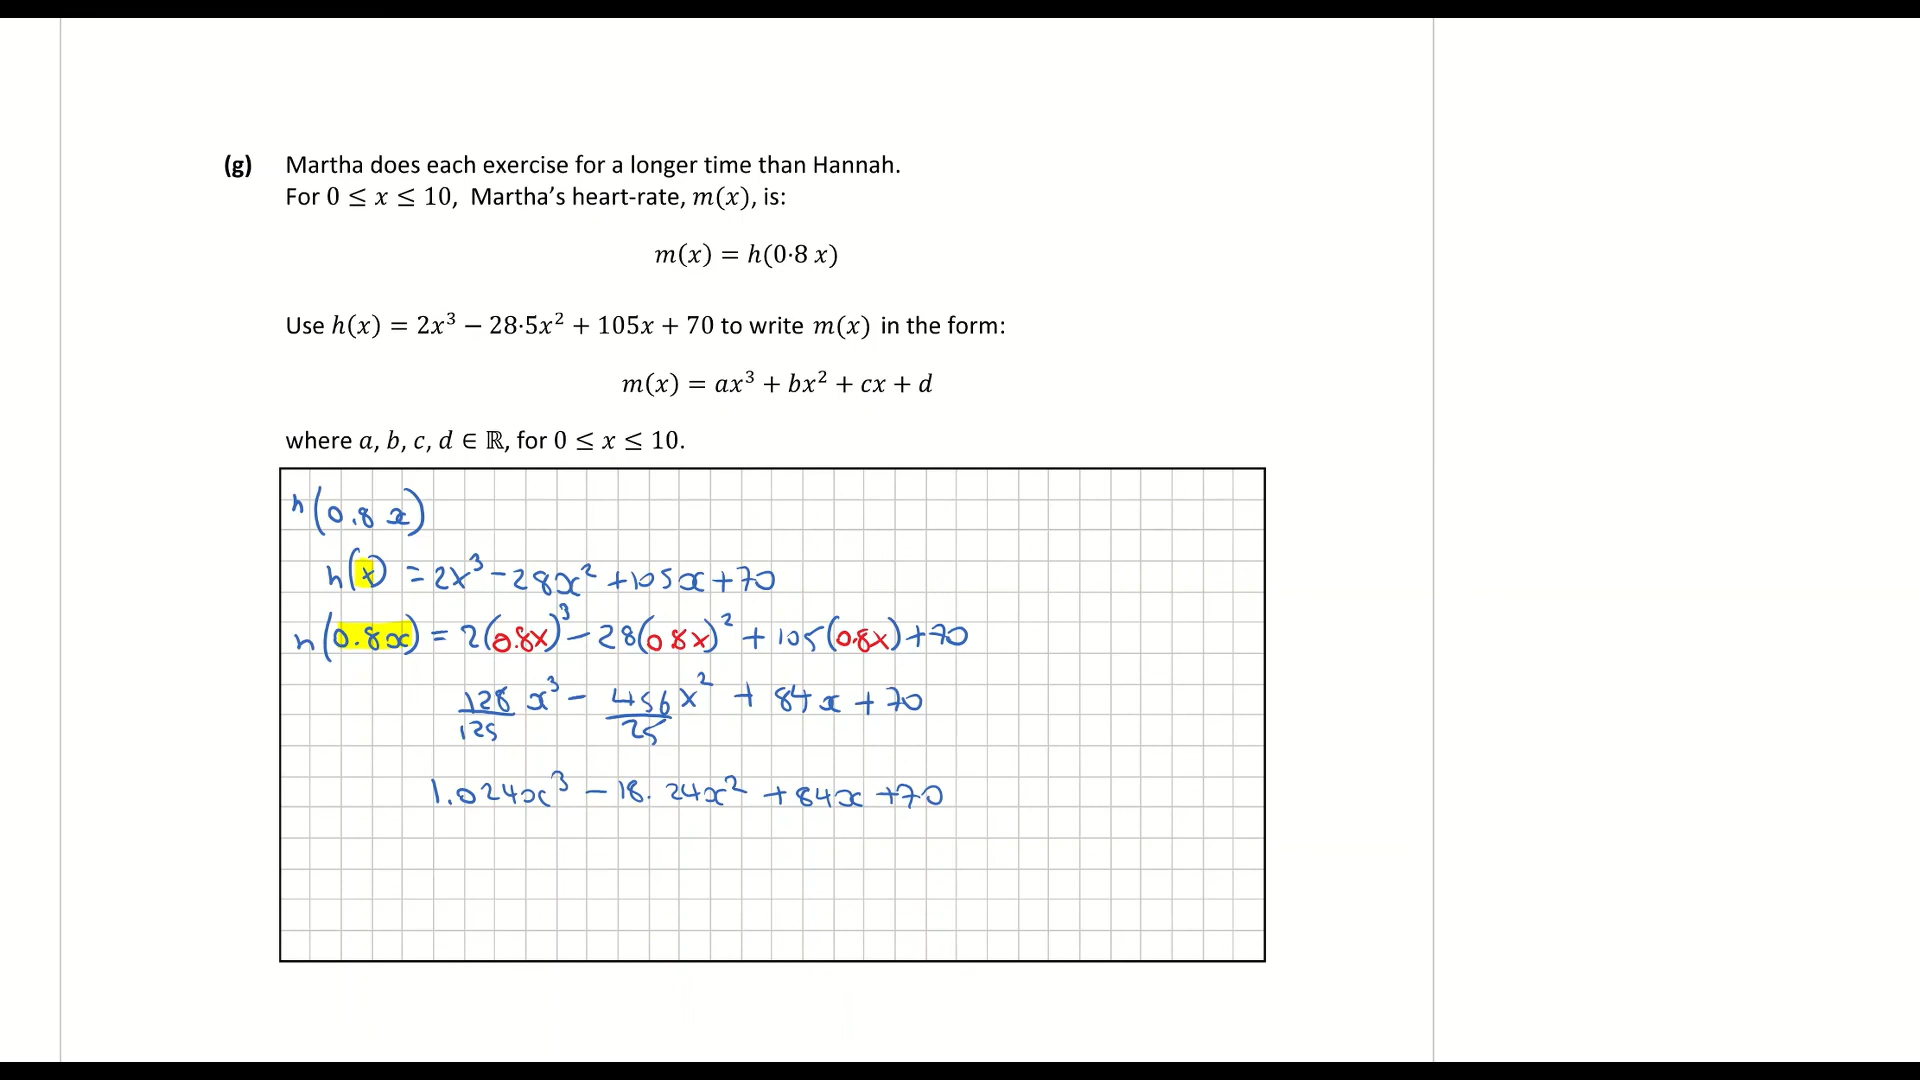 (g) Martha does each exercise for a longer time than Hannah.
For 0 ≤ x ≤ 10, Martha’s heart-rate, m(x), is:
m(x) = h(0·8 x)
Use h(x) = 2x³ − 28·5x² + 105x + 70 to write m(x) in the form:
m(x) = ax³ + bx² + cx + d
where a, b, c, d ∈ ℝ, for 0 ≤ x ≤ 10.
h(0.8x)
h(x) = 2x³ - 28x² + 105x + 70
h(0.8x) = 2(0.8x)³ - 28(0.8x)² + 105(0.8x) + 70
128/125 x³ - 456/25 x² + 84x + 70
1.024x³ - 18.24x² + 84x + 70